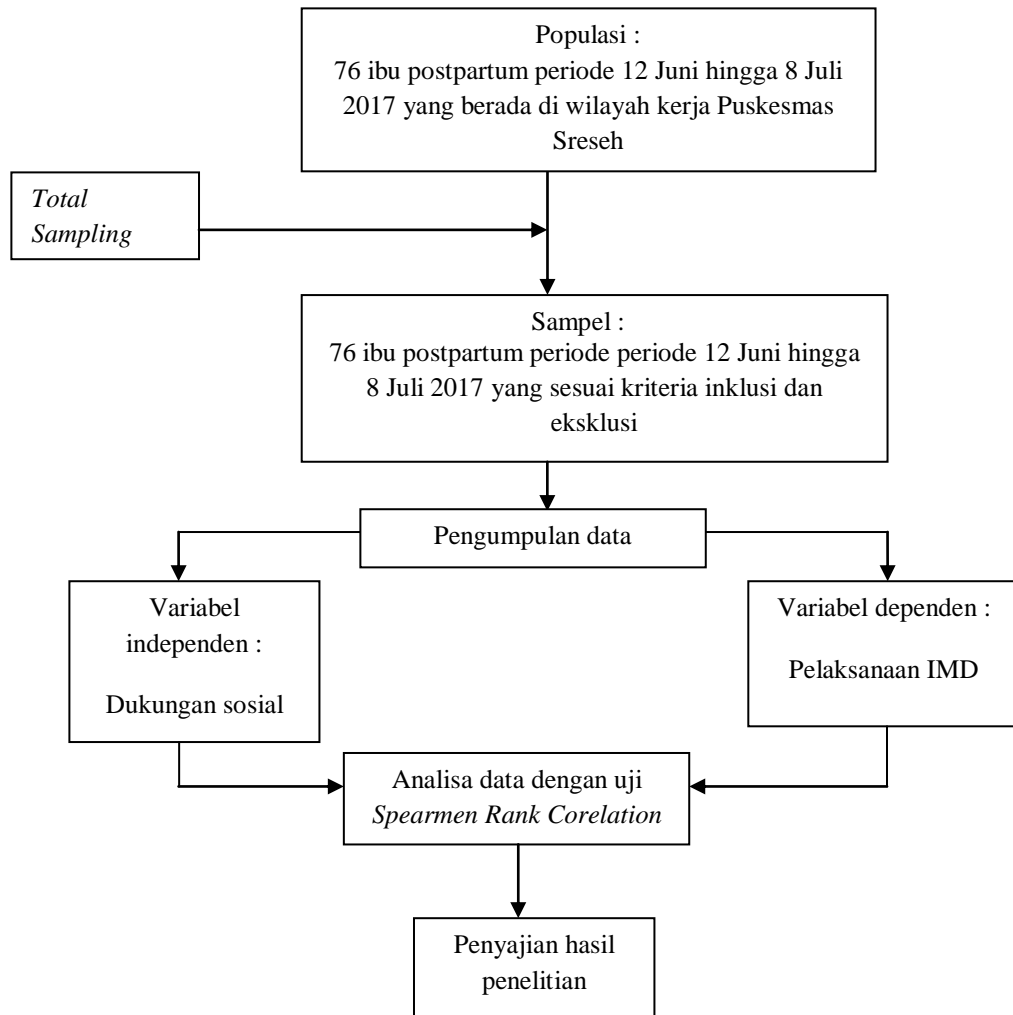 Populasi :
76 ibu postpartum periode 12 Juni hingga 8 Juli
2017 yang berada di wilayah kerja Puskesmas
Sreseh
Total
Sampling
Sampel :
76 ibu postpartum periode periode 12 Juni hingga
8 Juli 2017 yang sesuai kriteria inklusi dan
eksklusi
Pengumpulan data
Variabel
independen :
Dukungan sosial
Variabel dependen :
Pelaksanaan IMD
Analisa data dengan uji
Spearmen Rank Corelation
Penyajian hasil
penelitian